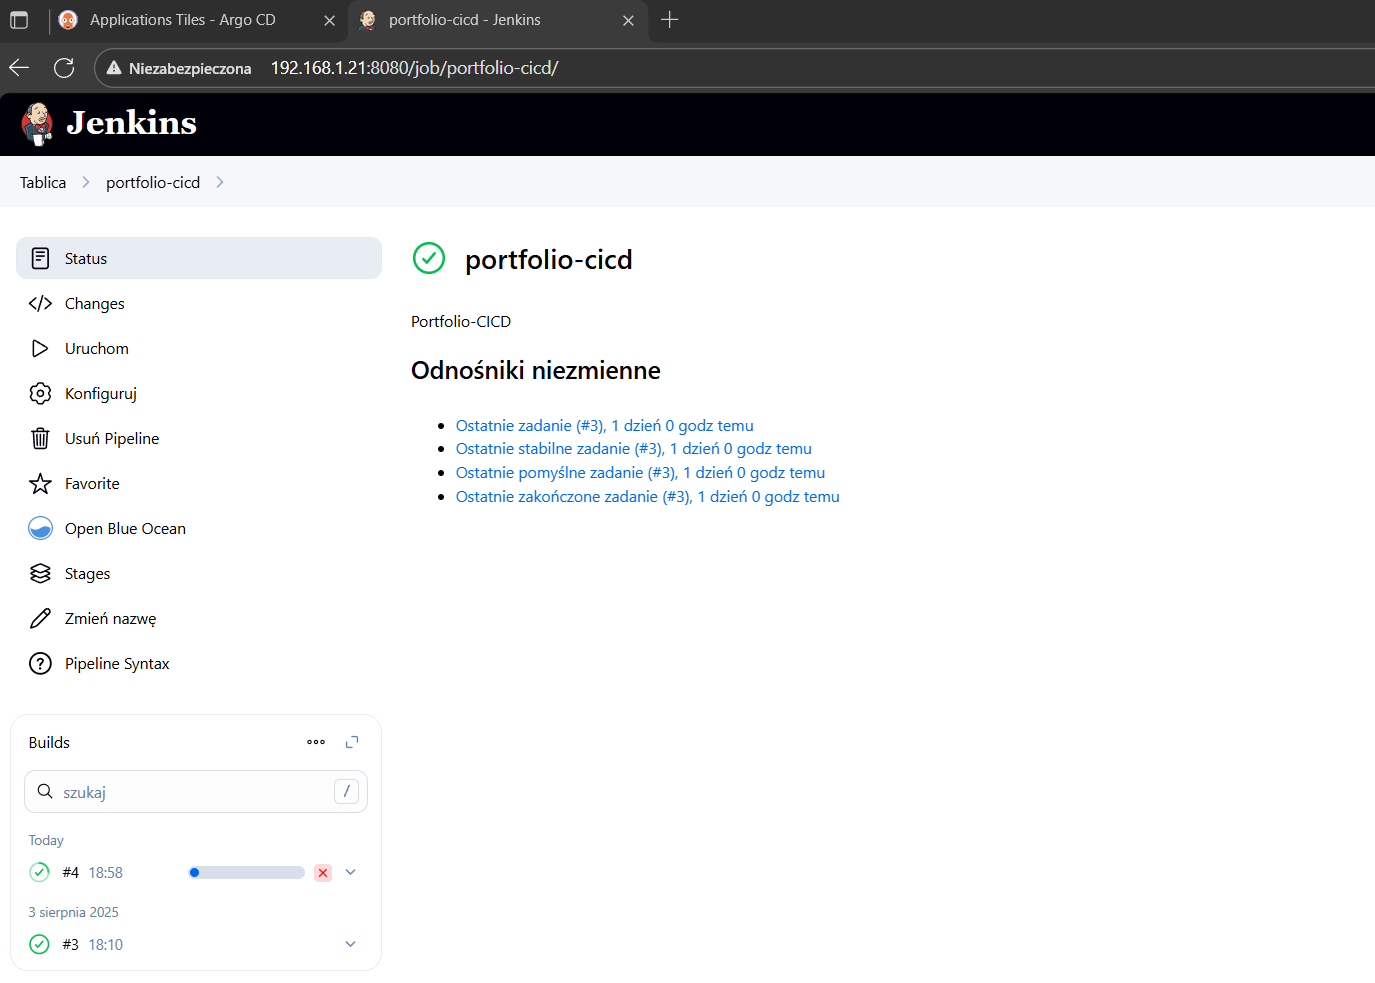 Applications Tiles - Argo CD
portfolio-cicd - Jenkins
Niezabezpieczona 192.168.1.21:8080/job/portfolio-cicd/
Jenkins
Tablica portfolio-cicd
Status
Changes
Uruchom
Konfiguruj
Usuń Pipeline
Favorite
Open Blue Ocean
Stages
Zmień nazwę
Pipeline Syntax
portfolio-cicd
Portfolio-CICD
Odnośniki niezmienne
Ostatnie zadanie (#3), 1 dzień 0 godz temu
Ostatnie stabilne zadanie (#3), 1 dzień 0 godz temu
Ostatnie pomyślne zadanie (#3), 1 dzień 0 godz temu
Ostatnie zakończone zadanie (#3), 1 dzień 0 godz temu
Builds
szukaj /
Today
#4 18:58
3 sierpnia 2025
#3 18:10